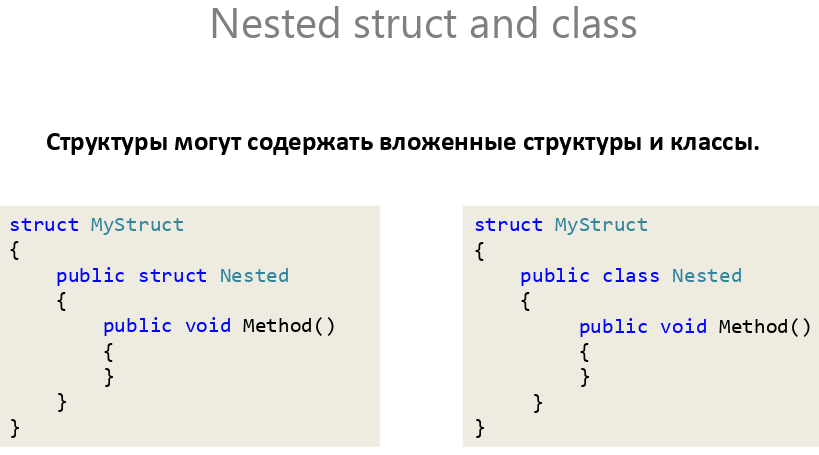 Nested struct and class
Структуры могут содержать вложенные структуры и классы.
struct MyStruct
{
    public struct Nested
    {
        public void Method()
        {
        }
    }
}
struct MyStruct
{
    public class Nested
    {
         public void Method()
         {
         }
     }
}